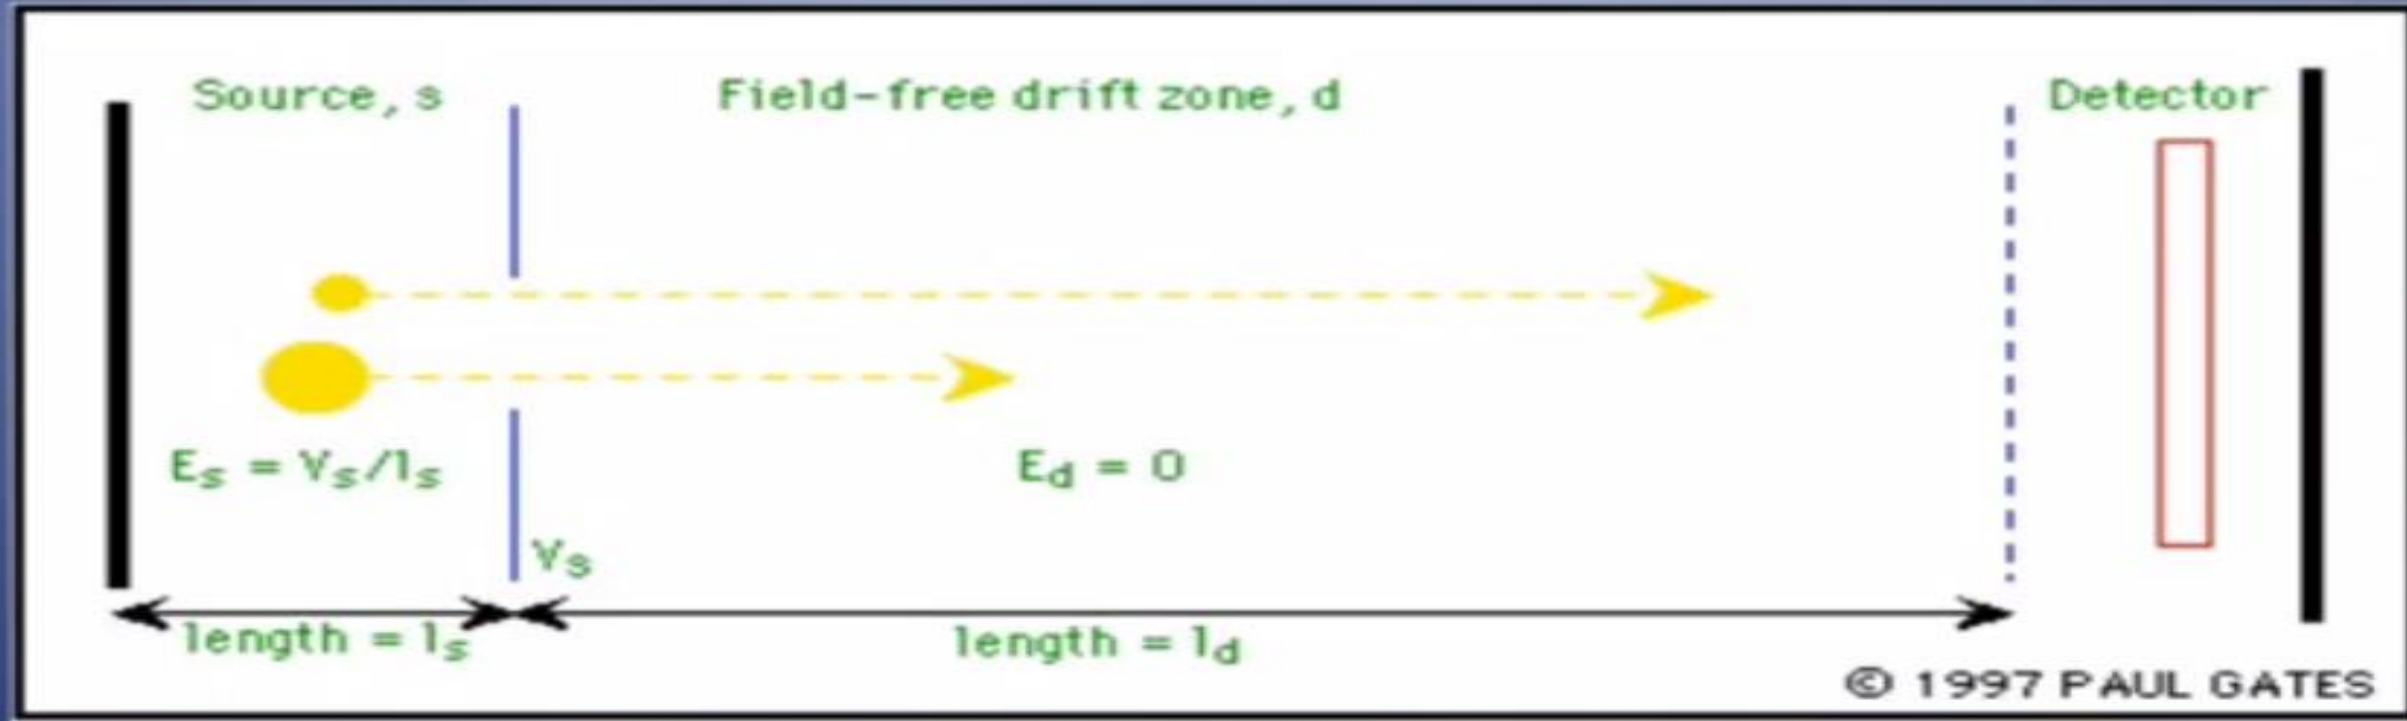 Source, s
Field-free drift zone, d
Detector
Es = Vs/ls
Ed = 0
Vs
length = ls
length = ld
© 1997 PAUL GATES